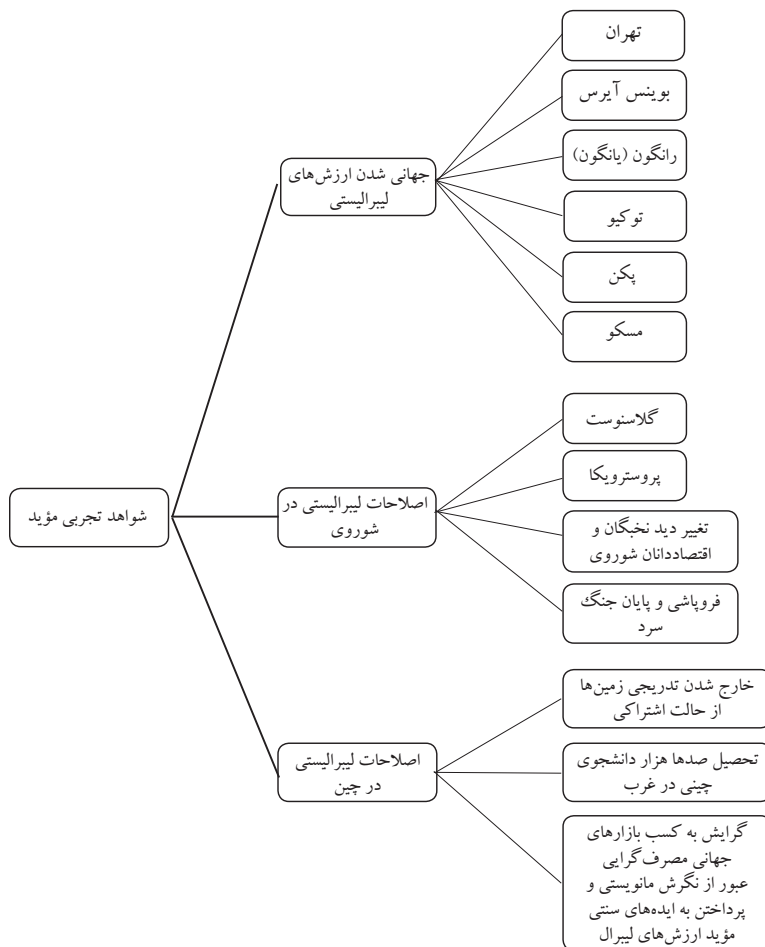 تهران
بوینس آیرس
رانگون (یانگون)
جهانی شدن ارزش‌های
لیبرالیستی
توکیو
پکن
مسکو
گلاسنوست
پروسترویکا
شواهد تجربی مؤید
اصلاحات لیبرالیستی در
شوروی
تغییر دید نخبگان و
اقتصاددانان شوروی
فروپاشی و پایان جنگ
سرد
خارج شدن تدریجی زمین‌ها
از حالت اشتراکی
اصلاحات لیبرالیستی
در چین
تحصیل صدها هزار دانشجوی
چینی در غرب
گرایش به کسب بازارهای
جهانی مصرف‌گرایی
عبور از نگرش مائویستی و
پرداختن به ایده‌های سنتی
مؤید ارزش‌های لیبرال